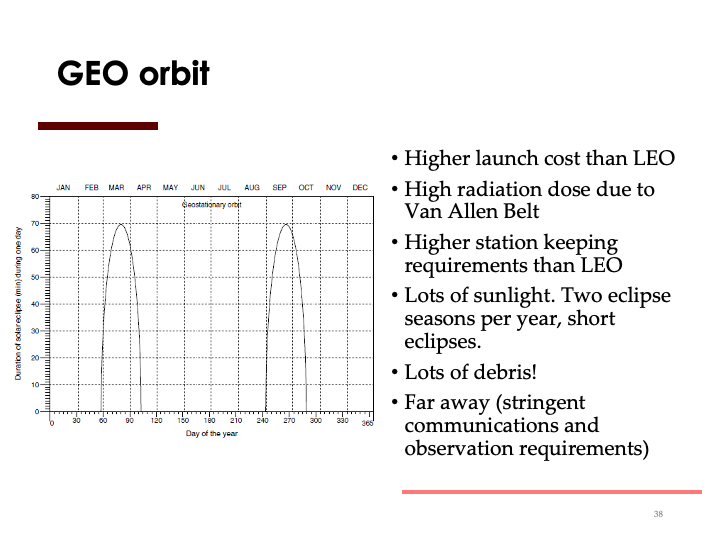 GEO orbit
JAN FEB MAR APR MAY JUN JUL AUG SEP OCT NOV DEC
Geostationary orbit
80
70
60
50
40
30
20
10
0
Duration of solar eclipse (min) during one day
0 30 60 90 120 150 180 210 240 270 300 330 365
Day of the year
• Higher launch cost than LEO
• High radiation dose due to
Van Allen Belt
• Higher station keeping
requirements than LEO
• Lots of sunlight. Two eclipse
seasons per year, short
eclipses.
• Lots of debris!
• Far away (stringent
communications and
observation requirements)
38